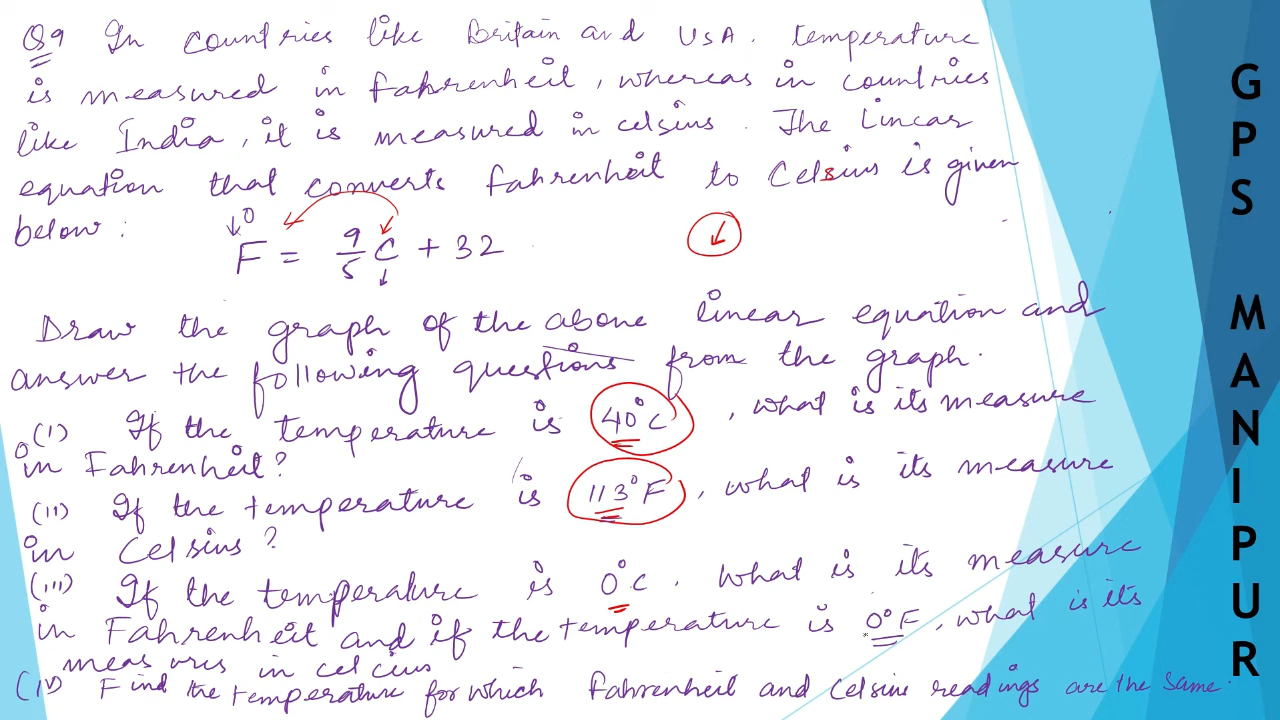 Q9 In countries like Britain and USA. temperature
is measured in fahrenheit, whereas in countries
like India, it is measured in celsius. The Linear
equation that converts fahrenheit to Celsius is given
below:
F = 9/5 C + 32
Draw the graph of the above linear equation and
answer the following questions from the graph.
(i) If the temperature is 40°C, what is its measure
in Fahrenheit?
(ii) If the temperature is 113°F, what is its measure
in Celsius?
(iii) If the temperature is 0°C. What is its measure
in Fahrenheit and if the temperature is 0°F, what is its
measures in celcius
(iv) Find the temperature for which fahrenheit and Celsius readings are the same.
GPS MANIPUR